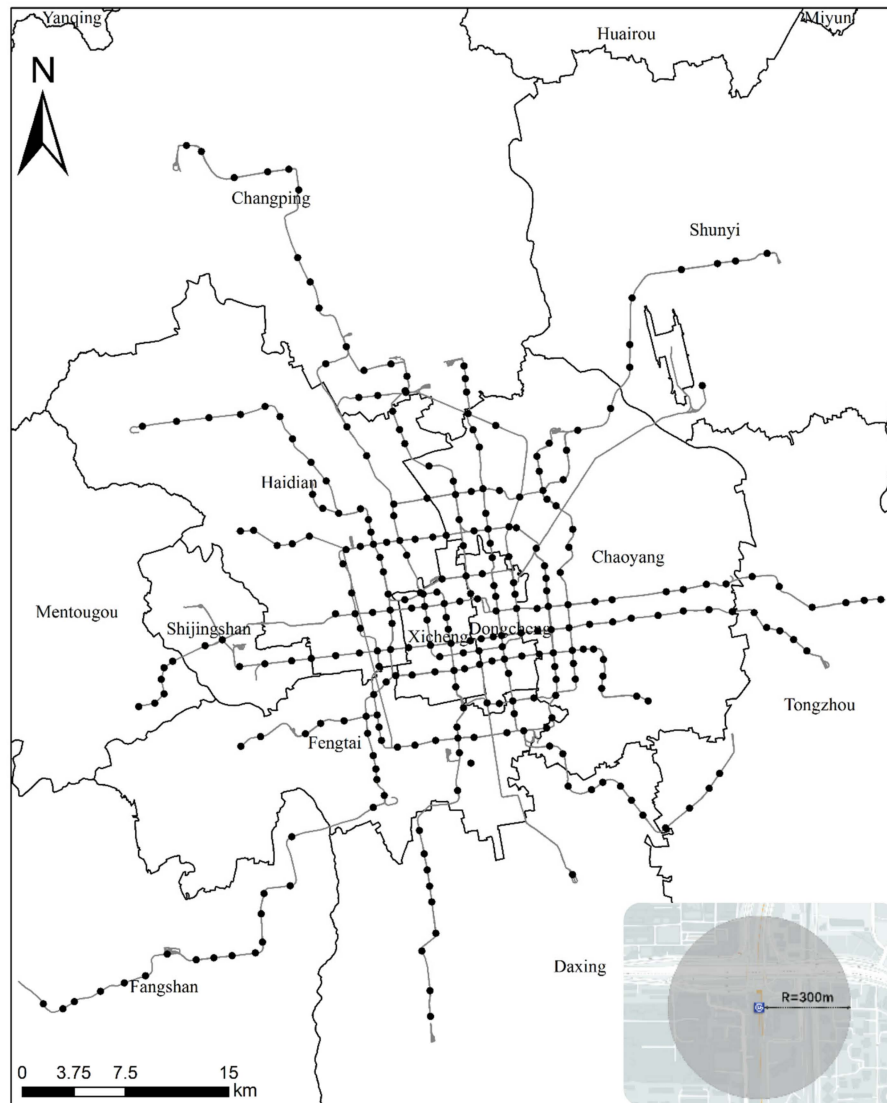 Yanqing
Miyun
Huairou
N
Changping
Shunyi
Haidian
Chaoyang
Mentougou
Shijingshan
Xicheng
Dongcheng
Tongzhou
Fengtai
Daxing
Fangshan
R=300m
0 3.75 7.5 15
km